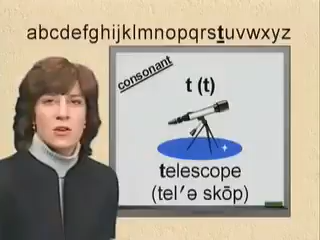 abcdefghijklmnopqrstuvwxyz
consonant
t (t)
telescope
(tel′ə skōp)